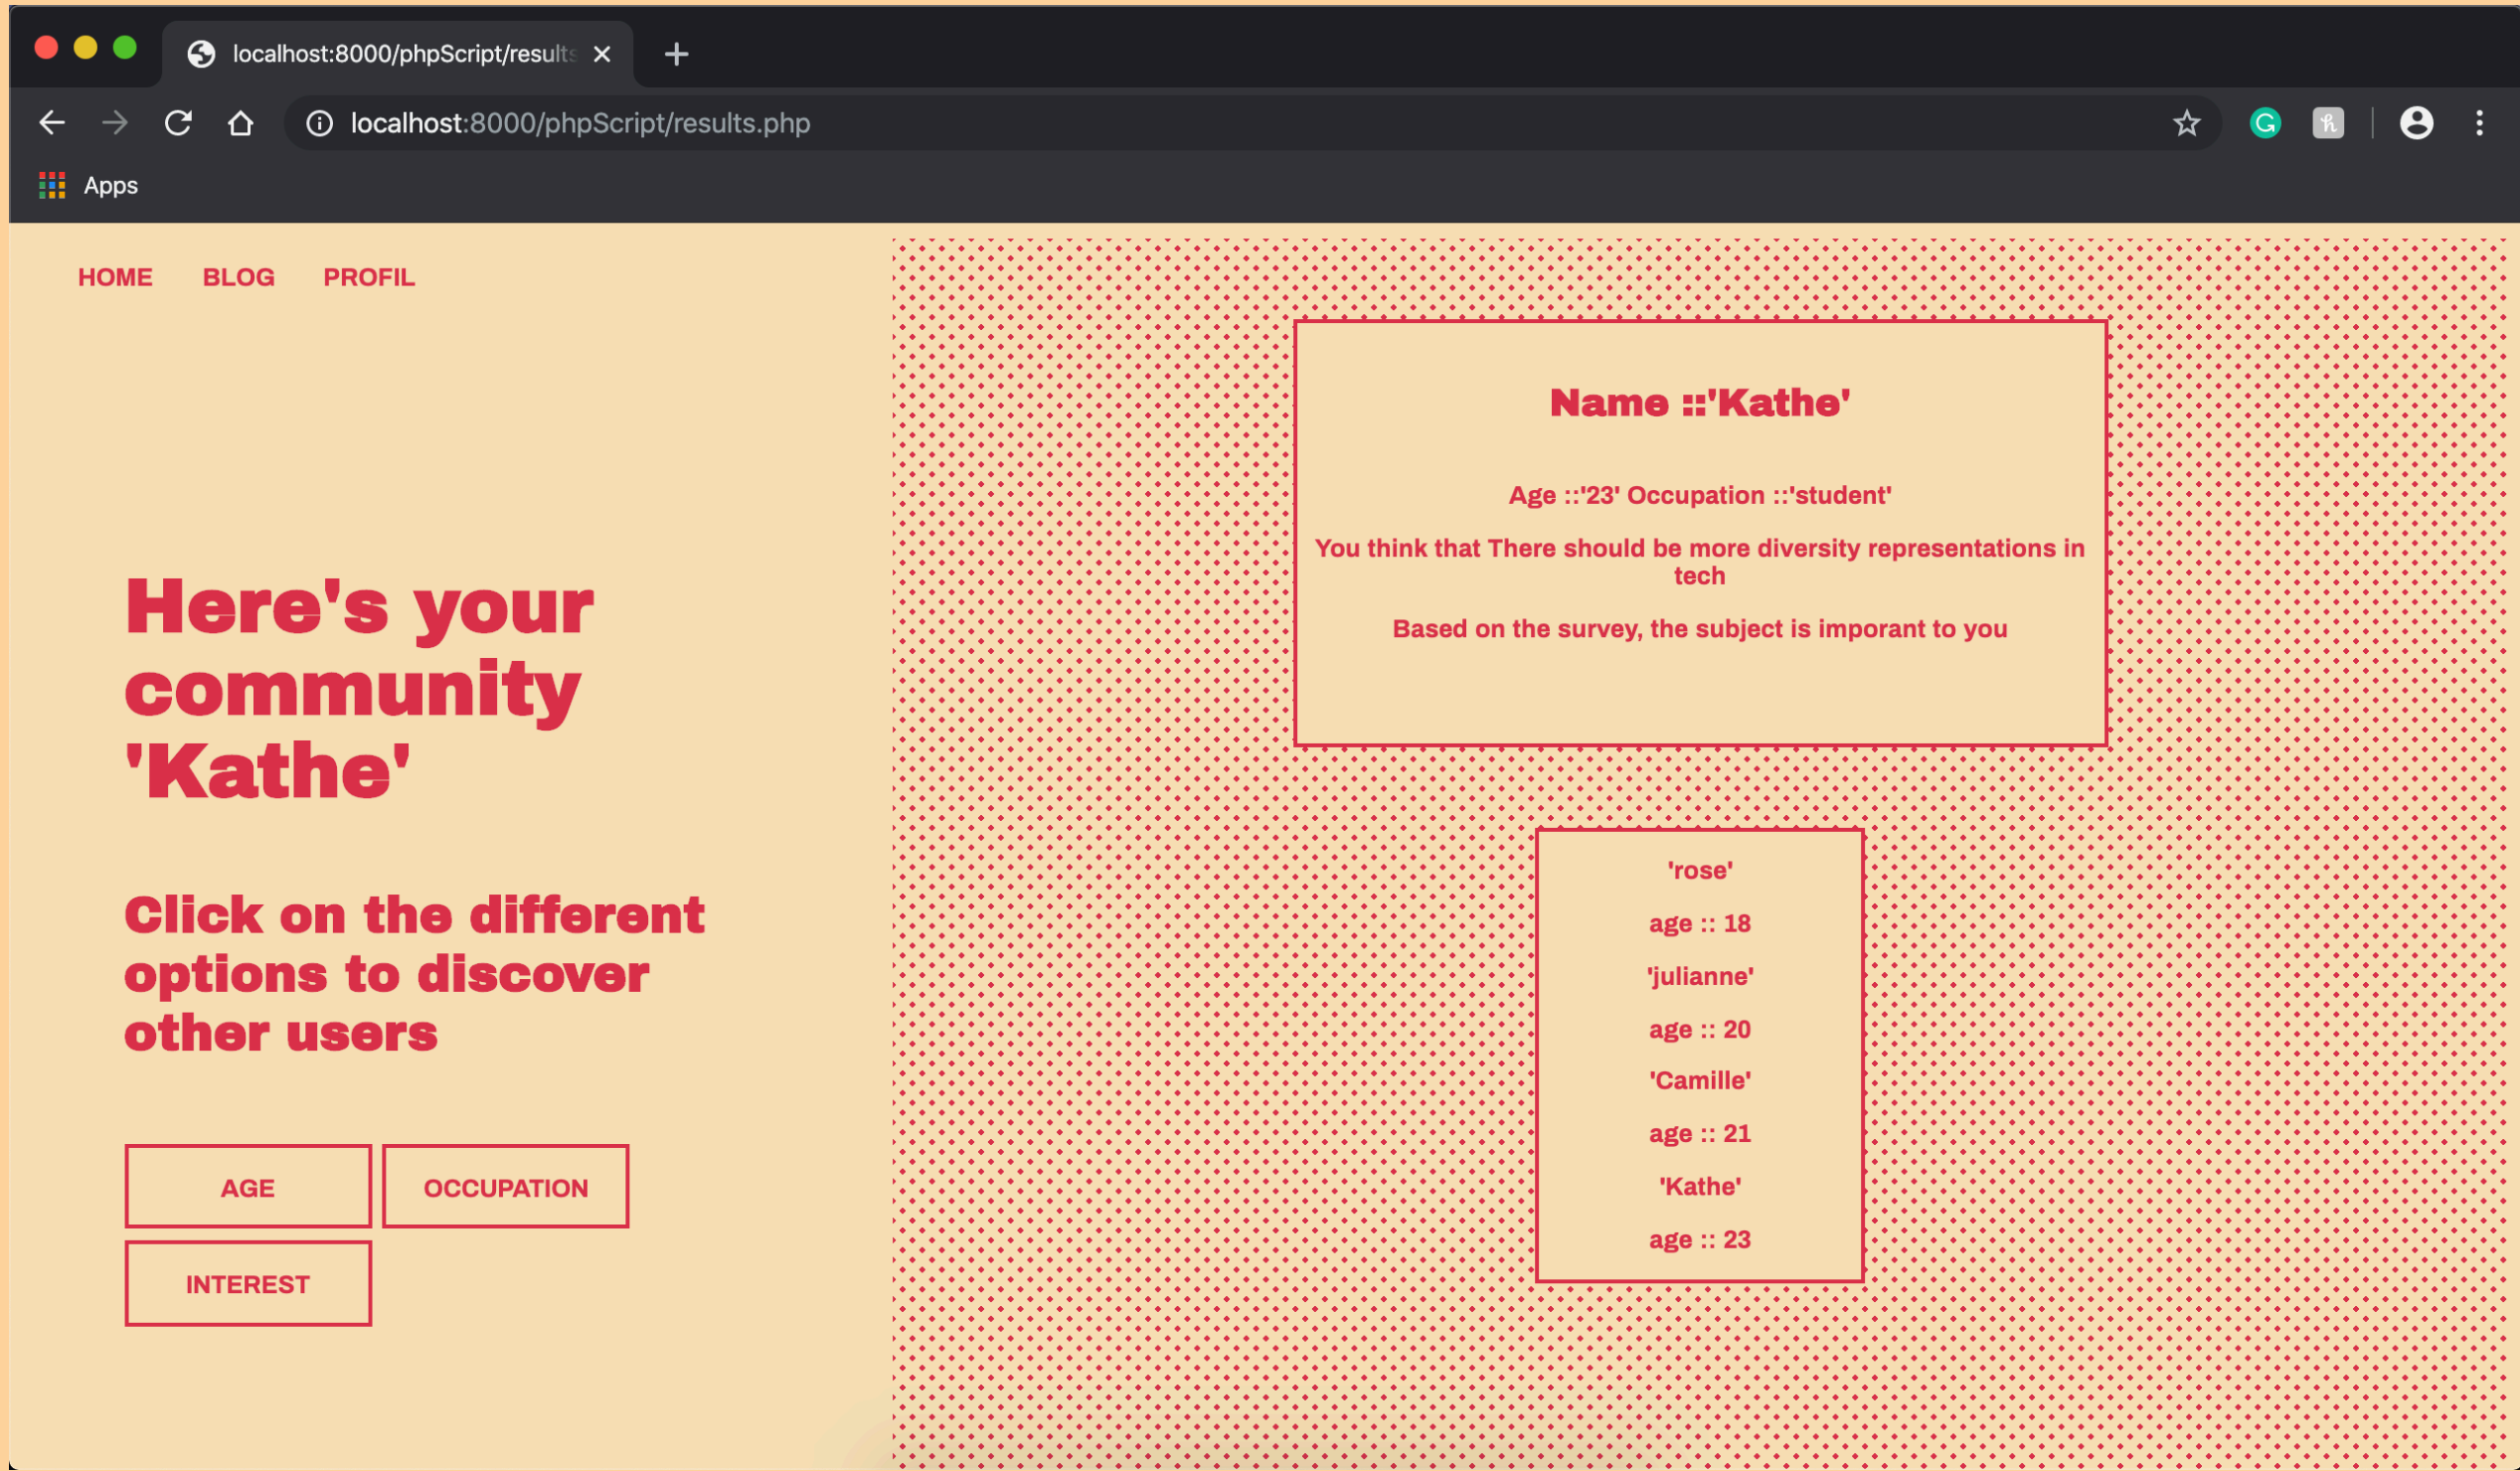 localhost:8000/phpScript/results
localhost:8000/phpScript/results.php
Apps
HOME BLOG PROFIL
Here's your
community
'Kathe'
Click on the different
options to discover
other users
AGE OCCUPATION
INTEREST
Name ::'Kathe'
Age ::'23' Occupation ::'student'
You think that There should be more diversity representations in
tech
Based on the survey, the subject is imporant to you
'rose'
age :: 18
'julianne'
age :: 20
'Camille'
age :: 21
'Kathe'
age :: 23